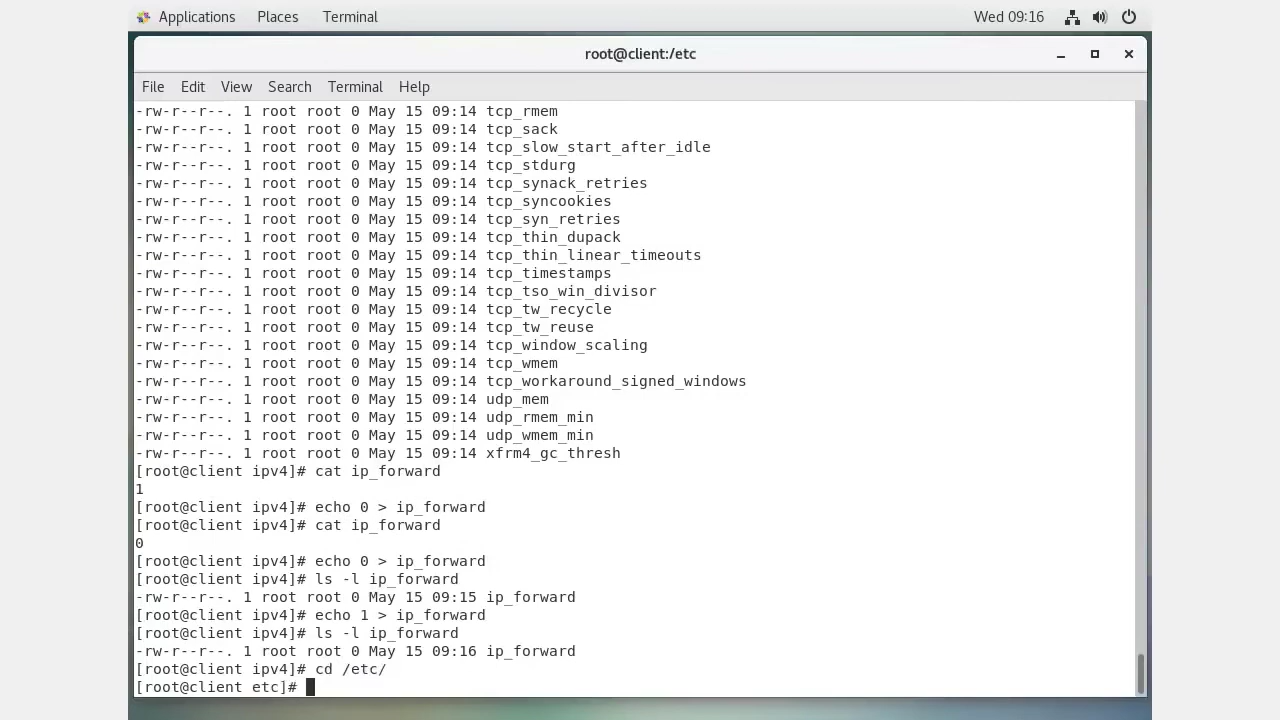 Applications Places Terminal Wed 09:16
root@client:/etc
File Edit View Search Terminal Help
-rw-r--r--. 1 root root 0 May 15 09:14 tcp_rmem
-rw-r--r--. 1 root root 0 May 15 09:14 tcp_sack
-rw-r--r--. 1 root root 0 May 15 09:14 tcp_slow_start_after_idle
-rw-r--r--. 1 root root 0 May 15 09:14 tcp_stdurg
-rw-r--r--. 1 root root 0 May 15 09:14 tcp_synack_retries
-rw-r--r--. 1 root root 0 May 15 09:14 tcp_syncookies
-rw-r--r--. 1 root root 0 May 15 09:14 tcp_syn_retries
-rw-r--r--. 1 root root 0 May 15 09:14 tcp_thin_dupack
-rw-r--r--. 1 root root 0 May 15 09:14 tcp_thin_linear_timeouts
-rw-r--r--. 1 root root 0 May 15 09:14 tcp_timestamps
-rw-r--r--. 1 root root 0 May 15 09:14 tcp_tso_win_divisor
-rw-r--r--. 1 root root 0 May 15 09:14 tcp_tw_recycle
-rw-r--r--. 1 root root 0 May 15 09:14 tcp_tw_reuse
-rw-r--r--. 1 root root 0 May 15 09:14 tcp_window_scaling
-rw-r--r--. 1 root root 0 May 15 09:14 tcp_wmem
-rw-r--r--. 1 root root 0 May 15 09:14 tcp_workaround_signed_windows
-rw-r--r--. 1 root root 0 May 15 09:14 udp_mem
-rw-r--r--. 1 root root 0 May 15 09:14 udp_rmem_min
-rw-r--r--. 1 root root 0 May 15 09:14 udp_wmem_min
-rw-r--r--. 1 root root 0 May 15 09:14 xfrm4_gc_thresh
[root@client ipv4]# cat ip_forward
1
[root@client ipv4]# echo 0 > ip_forward
[root@client ipv4]# cat ip_forward
0
[root@client ipv4]# echo 0 > ip_forward
[root@client ipv4]# ls -l ip_forward
-rw-r--r--. 1 root root 0 May 15 09:15 ip_forward
[root@client ipv4]# echo 1 > ip_forward
[root@client ipv4]# ls -l ip_forward
-rw-r--r--. 1 root root 0 May 15 09:16 ip_forward
[root@client ipv4]# cd /etc/
[root@client etc]#